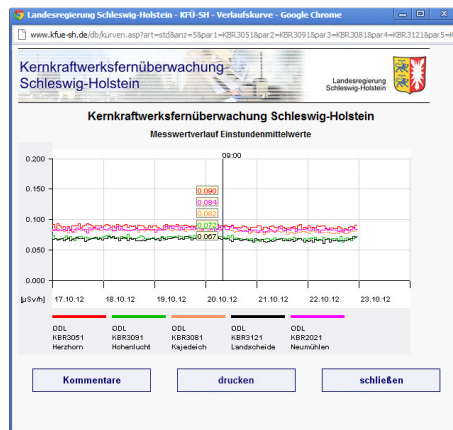 Landesregierung Schleswig-Holstein - KFÜ-SH - Verlaufskurve - Google Chrome
www.kfue-sh.de/db/kurven.asp?art=std&anz=5&par1=KBR3051&par2=KBR3091&par3=KBR3081&par4=KBR3121&par5=K
Kernkraftwerksfernüberwachung
Schleswig-Holstein
Landesregierung
Schleswig-Holstein
Kernkraftwerksfernüberwachung Schleswig-Holstein
Messwertverlauf Einstundenmittelwerte
09:00
0.200
0.150
0.100
0.050
0.000
0.090
0.084
0.082
0.072
0.067
[µSv/h] 17.10.12 18.10.12 19.10.12 20.10.12 21.10.12 22.10.12 23.10.12
ODL ODL ODL ODL ODL
KBR3051 KBR3091 KBR3081 KBR3121 KBR2021
Herzhorn Hohenlucht Kajedeich Landscheide Neumühlen
Kommentare drucken schließen